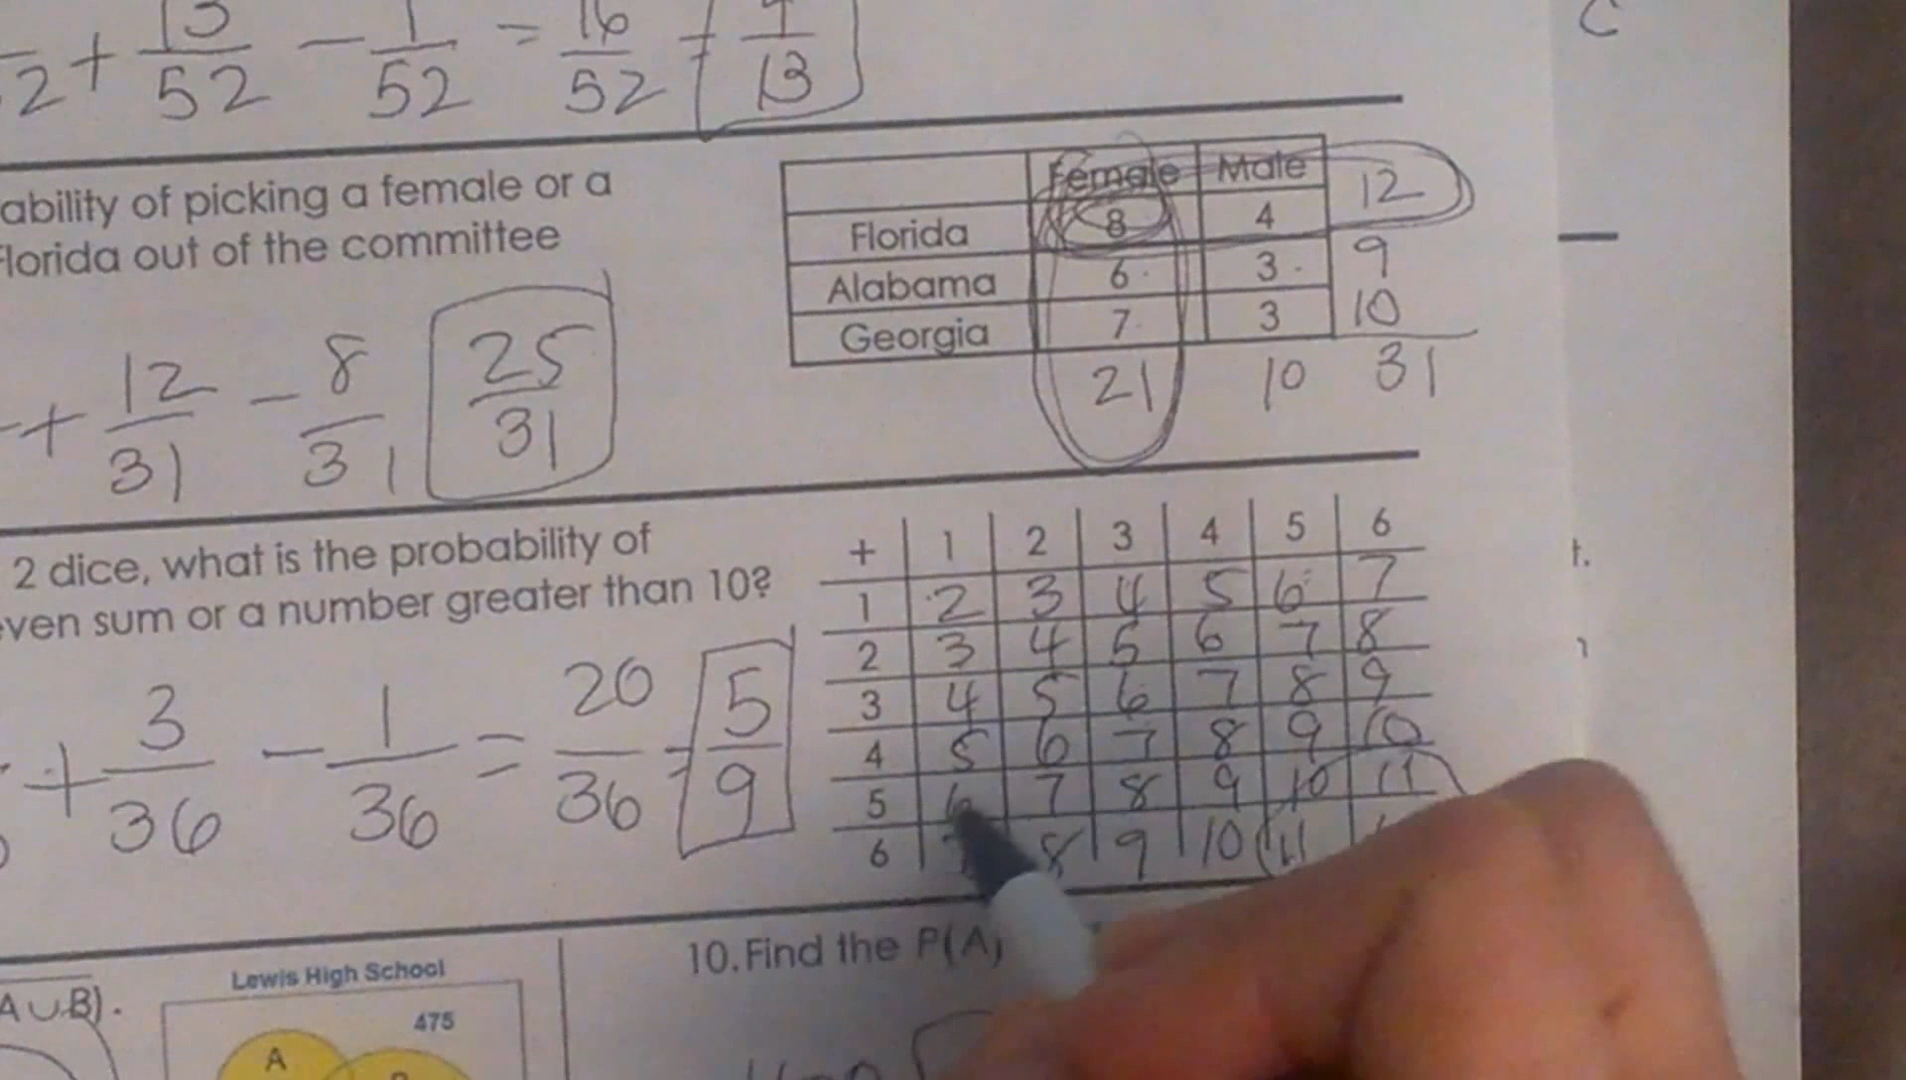 2 + 13/52 - 1/52 = 16/52 = 4/13
C
ability of picking a female or a
Florida out of the committee
+ 12/31 - 8/31 25/31
Female Male
Florida 8 4 12
Alabama 6 3 9
Georgia 7 3 10
21 10 31
2 dice, what is the probability of
even sum or a number greater than 10?
+ 3/36 - 1/36 = 20/36 = 5/9
+ 1 2 3 4 5 6
1 2 3 4 5 6 7
2 3 4 5 6 7 8
3 4 5 6 7 8 9
4 5 6 7 8 9 10
5 6 7 8 9 10 11
6 7 8 9 10 11
t.
AUB).
Lewis High School
475
A
10. Find the P(A)